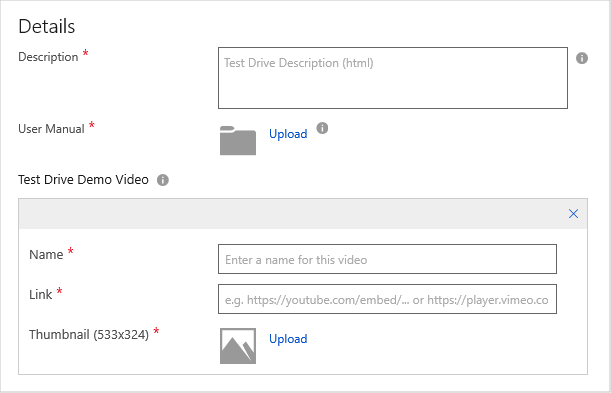 Details
Description *
Test Drive Description (html)
User Manual *
Upload
Test Drive Demo Video
Name *
Enter a name for this video
Link *
e.g. https://youtube.com/embed/... or https://player.vimeo.co
Thumbnail (533x324) *
Upload